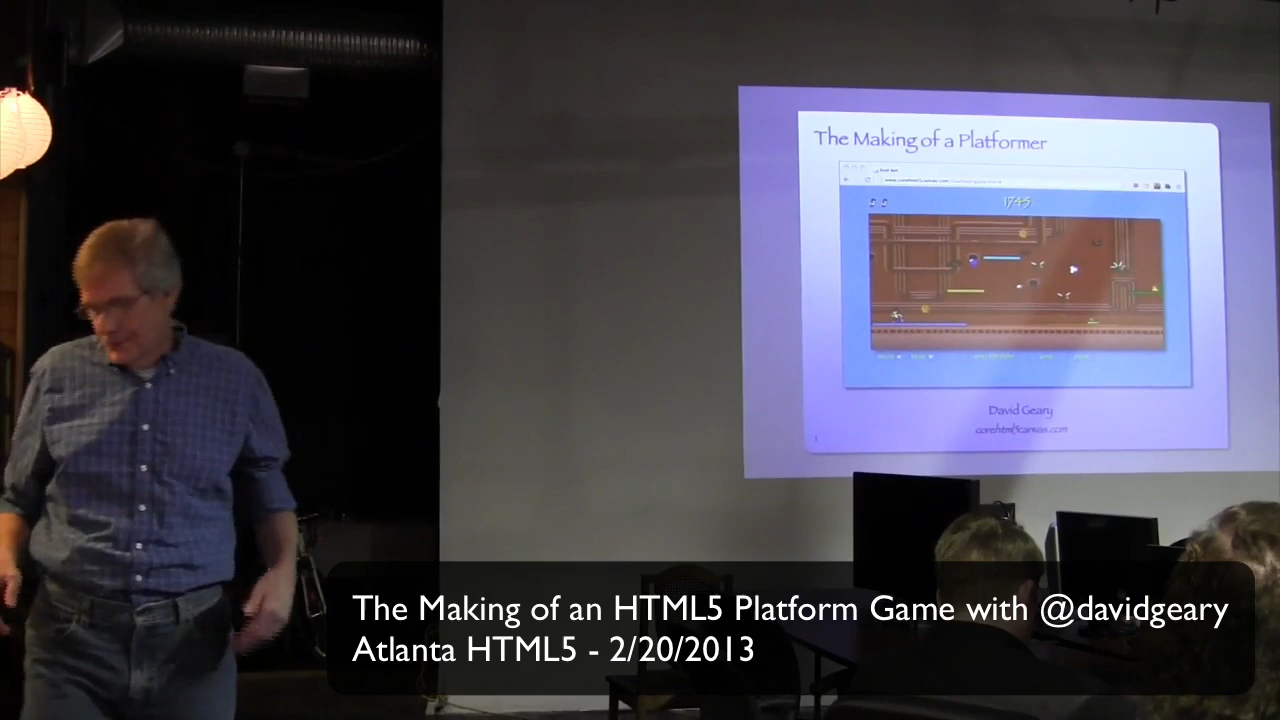 The Making of a Platformer
1745
David Geary
corehtml5canvas.com
1
The Making of an HTML5 Platform Game with @davidgeary
Atlanta HTML5 - 2/20/2013